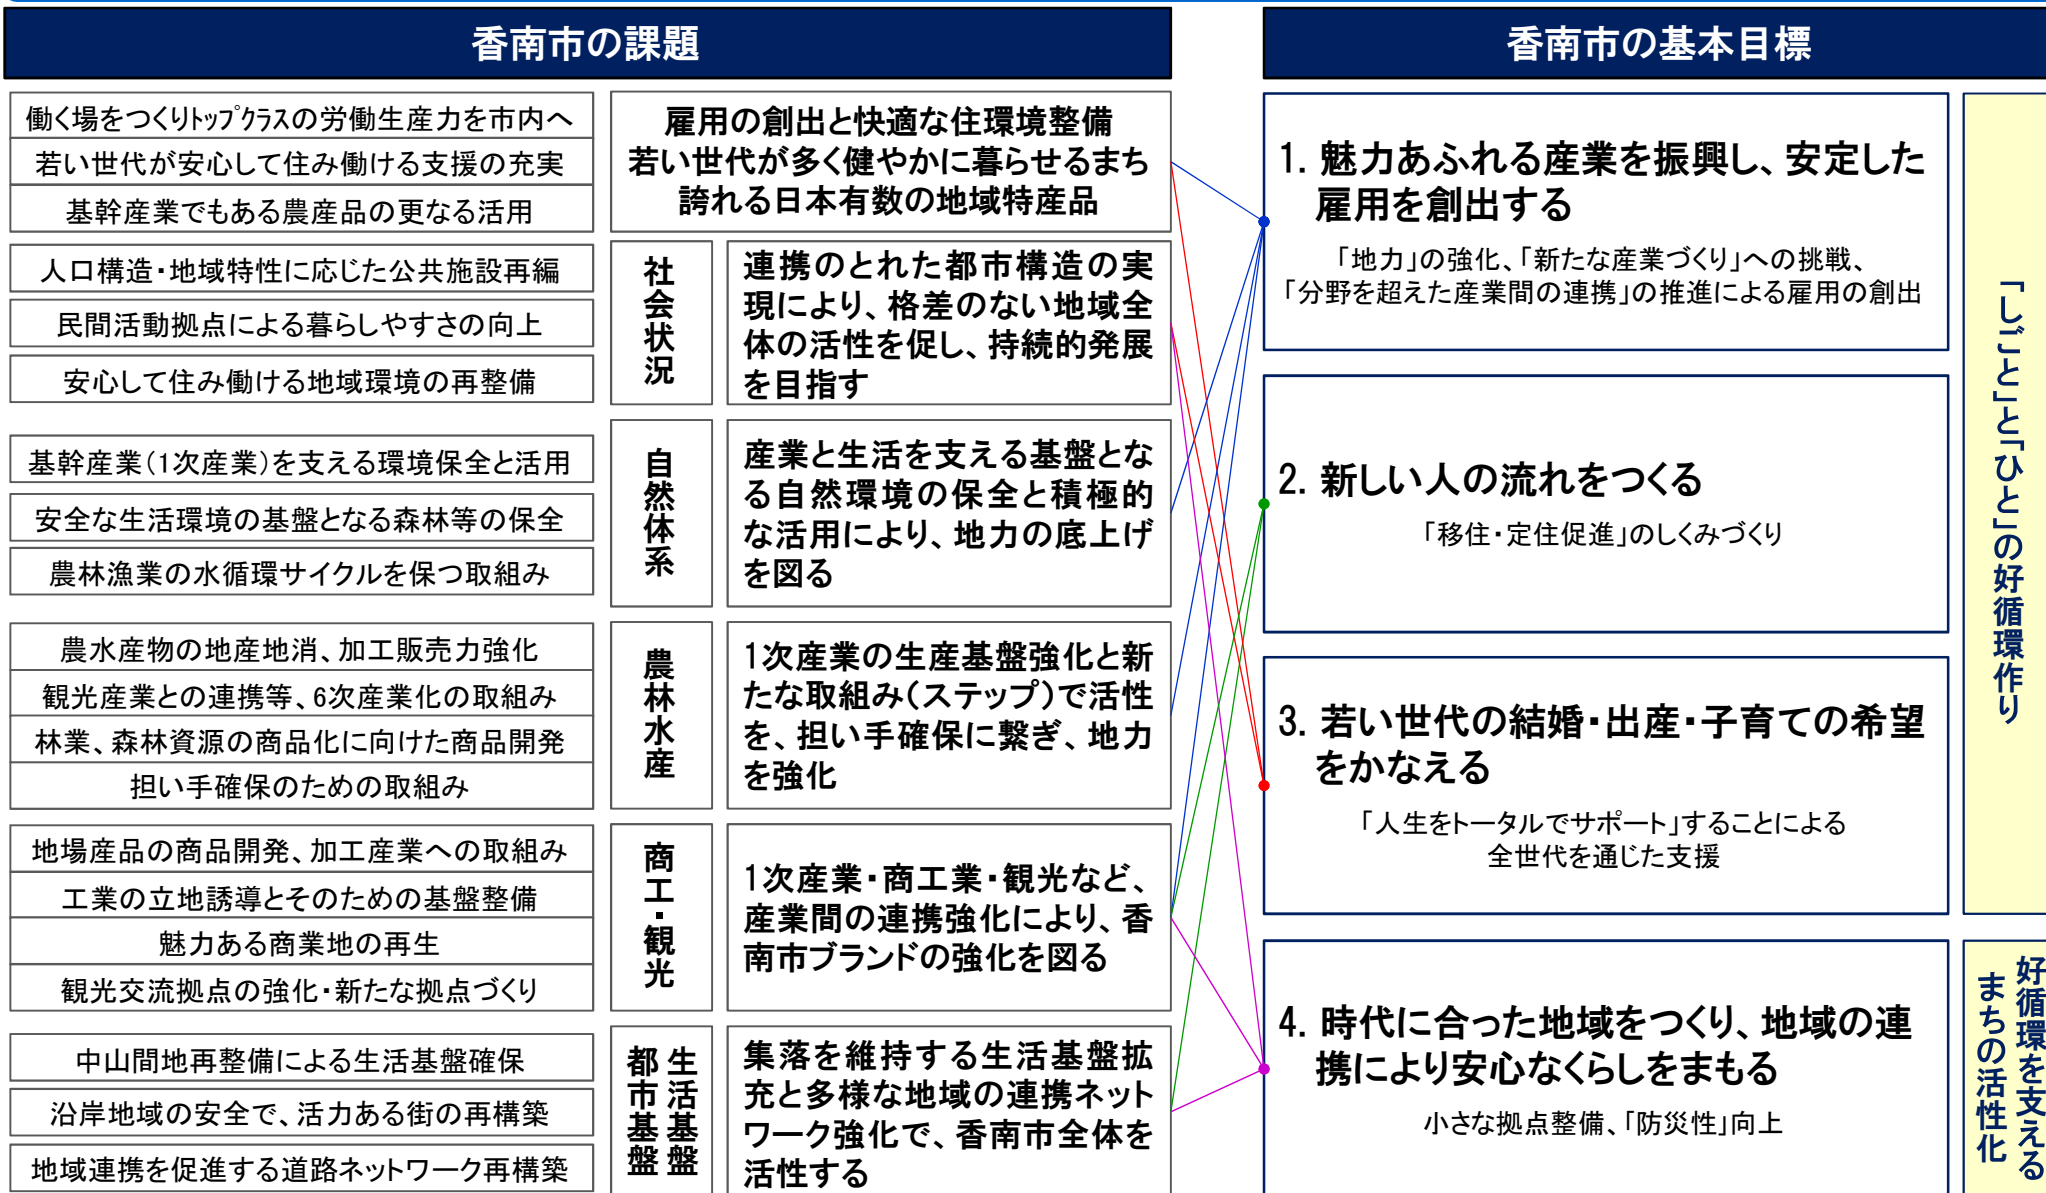 香南市の課題
働く場をつくりトップクラスの労働生産力を市内へ
若い世代が安心して住み働ける支援の充実
基幹産業でもある農産品の更なる活用
雇用の創出と快適な住環境整備
若い世代が多く健やかに暮らせるまち
誇れる日本有数の地域特産品
人口構造・地域特性に応じた公共施設再編
民間活動拠点による暮らしやすさの向上
安心して住み働ける地域環境の再整備
社会状況
連携のとれた都市構造の実
現により、格差のない地域全
体の活性を促し、持続的発展
を目指す
基幹産業(1次産業)を支える環境保全と活用
安全な生活環境の基盤となる森林等の保全
農林漁業の水循環サイクルを保つ取組み
自然体系
産業と生活を支える基盤とな
る自然環境の保全と積極的
な活用により、地力の底上げ
を図る
農水産物の地産地消、加工販売力強化
観光産業との連携等、6次産業化の取組み
林業、森林資源の商品化に向けた商品開発
担い手確保のための取組み
農林水産
1次産業の生産基盤強化と新
たな取組み(ステップ)で活性
を、担い手確保に繋ぎ、地力
を強化
地場産品の商品開発、加工産業への取組み
工業の立地誘導とそのための基盤整備
魅力ある商業地の再生
観光交流拠点の強化・新たな拠点づくり
商工・観光
1次産業・商工業・観光など、
産業間の連携強化により、香
南市ブランドの強化を図る
中山間地再整備による生活基盤確保
沿岸地域の安全で、活力ある街の再構築
地域連携を促進する道路ネットワーク再構築
生活基盤
都市基盤
集落を維持する生活基盤拡
充と多様な地域の連携ネット
ワーク強化で、香南市全体を
活性する
香南市の基本目標
1. 魅力あふれる産業を振興し、安定した
雇用を創出する
「地力」の強化、「新たな産業づくり」への挑戦、
「分野を超えた産業間の連携」の推進による雇用の創出
2. 新しい人の流れをつくる
「移住・定住促進」のしくみづくり
3. 若い世代の結婚・出産・子育ての希望
をかなえる
「人生をトータルでサポート」することによる
全世代を通じた支援
4. 時代に合った地域をつくり、地域の連
携により安心なくらしをまもる
小さな拠点整備、「防災性」向上
「しごと」と「ひと」の好循環作り
好循環を支える
まちの活性化